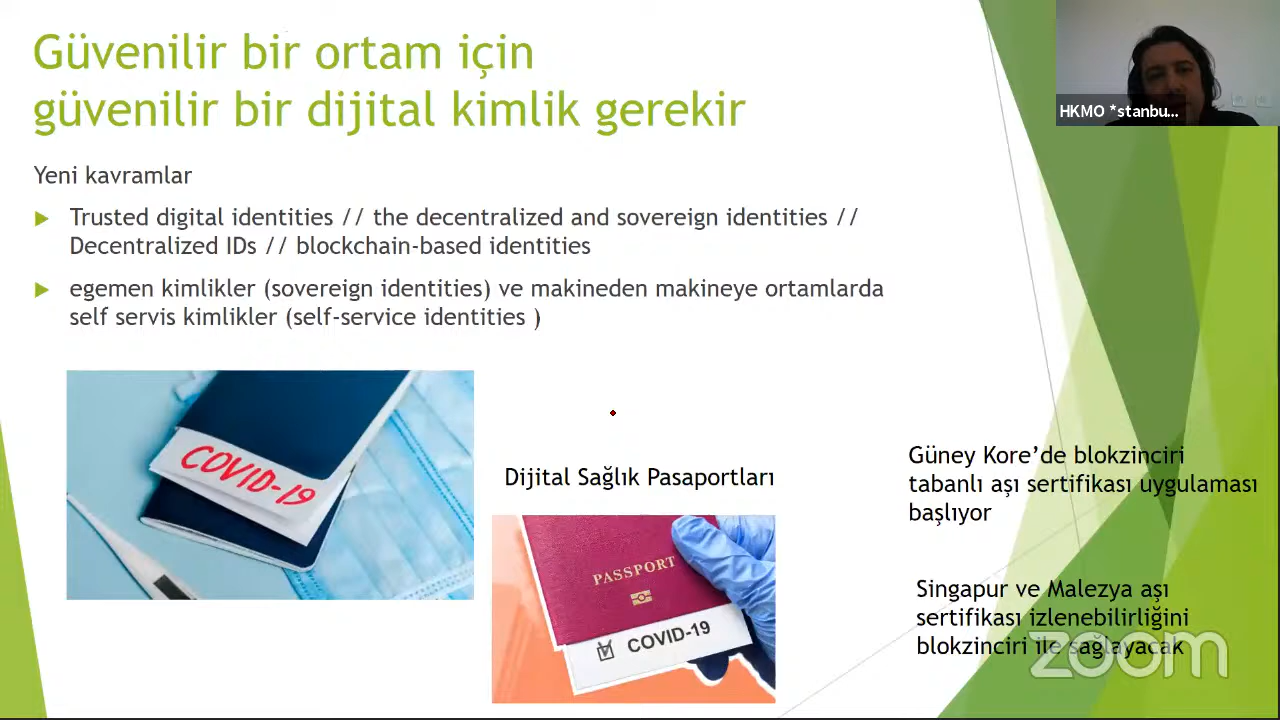 Güvenilir bir ortam için
güvenilir bir dijital kimlik gerekir
HKMO *stanbu...
Yeni kavramlar
Trusted digital identities // the decentralized and sovereign identities //
Decentralized IDs // blockchain-based identities
egemen kimlikler (sovereign identities) ve makineden makineye ortamlarda
self servis kimlikler (self-service identities )
COVID-19
Dijital Sağlık Pasaportları
PASSPORT
COVID-19
Güney Kore’de blokzinciri
tabanlı aşı sertifikası uygulaması
başlıyor
Singapur ve Malezya aşı
sertifikası izlenebilirliğini
blokzinciri ile sağlayacak
zoom